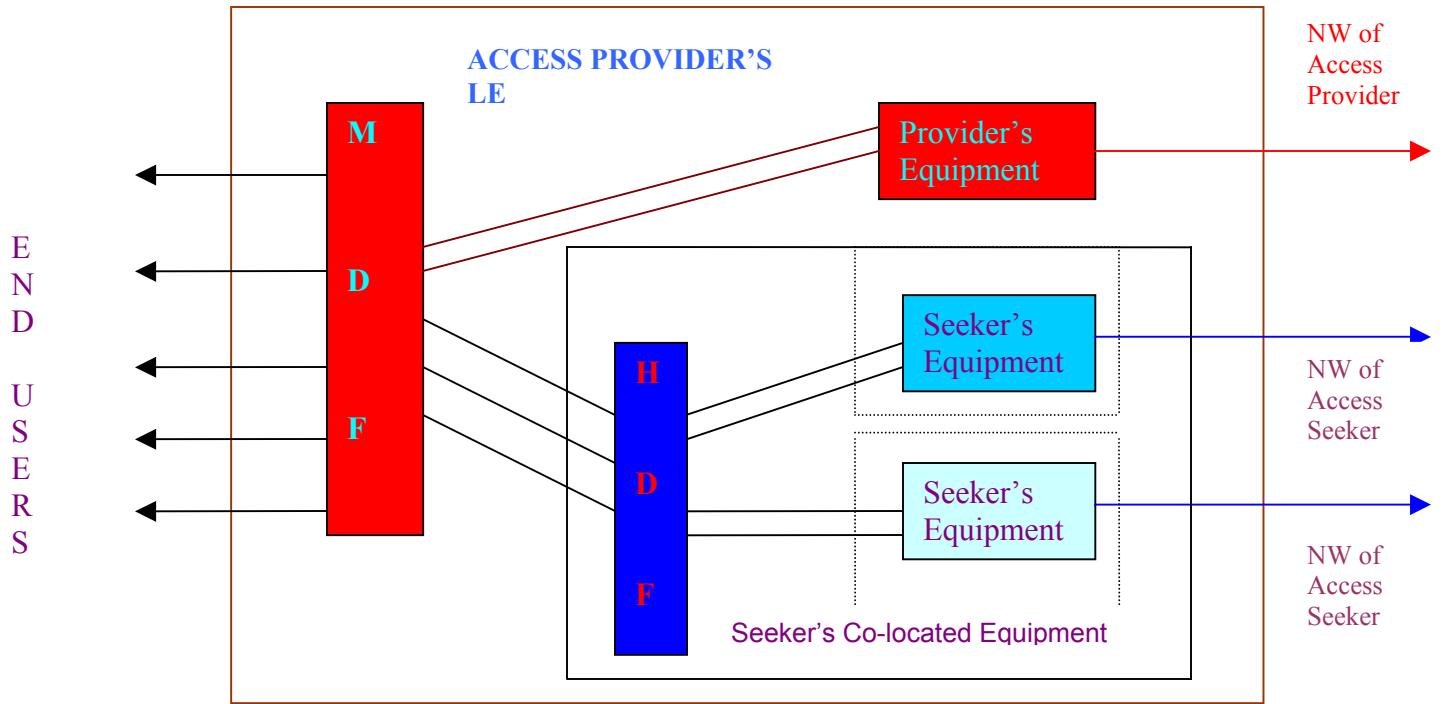 ACCESS PROVIDER’S
LE
NW of
Access
Provider
M
D
F
Provider’s
Equipment
E
N
D
U
S
E
R
S
H
D
F
Seeker’s
Equipment
NW of
Access
Seeker
Seeker’s
Equipment
NW of
Access
Seeker
Seeker’s Co-located Equipment